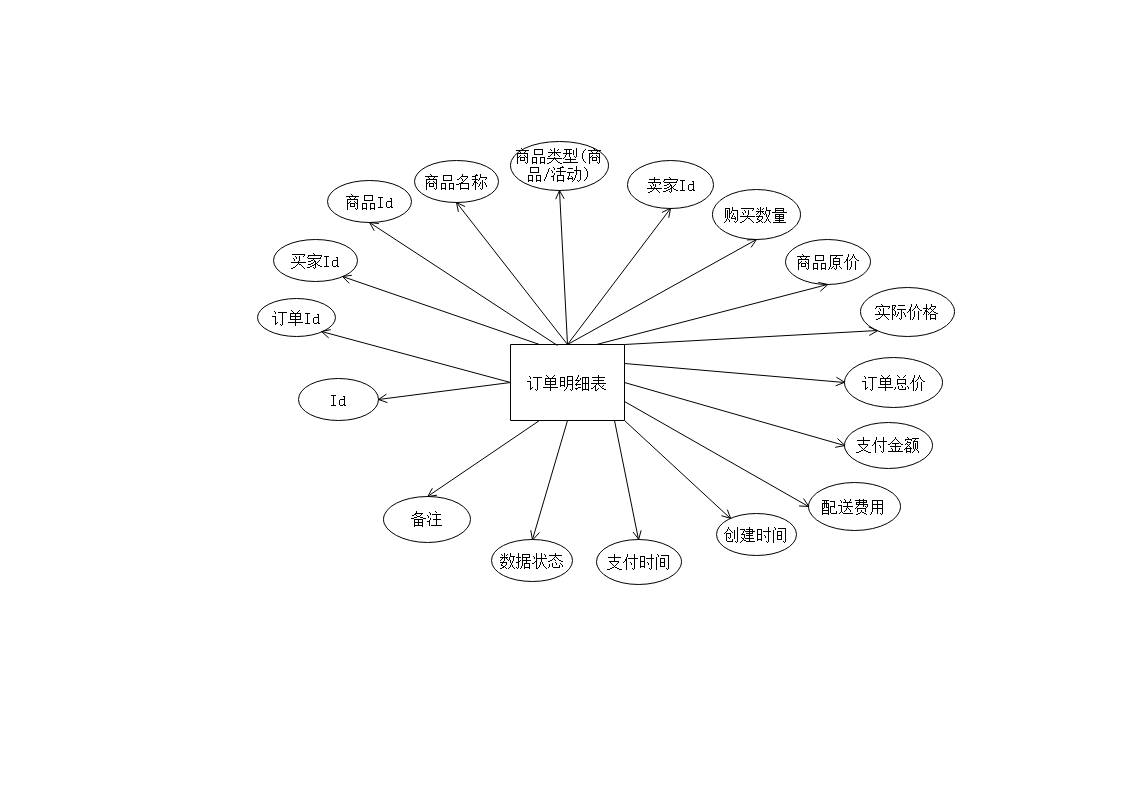 商品类型(商
品/活动)
商品名称
卖家Id
商品Id
购买数量
买家Id
商品原价
订单Id
实际价格
订单明细表
订单总价
Id
支付金额
配送费用
备注
创建时间
数据状态
支付时间